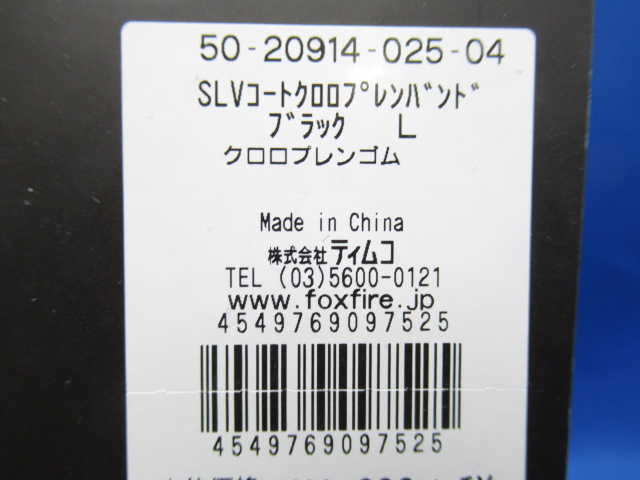 50-20914-025-04
SLVｺｰﾄｸﾛﾛﾌﾟﾚﾝﾊﾞﾝﾄﾞ
ﾌﾞﾗｯｸ L
クロロプレンゴム
Made in China
株式会社ティムコ
TEL (03)5600-0121
www.foxfire.jp
4549769097525
4549769097525